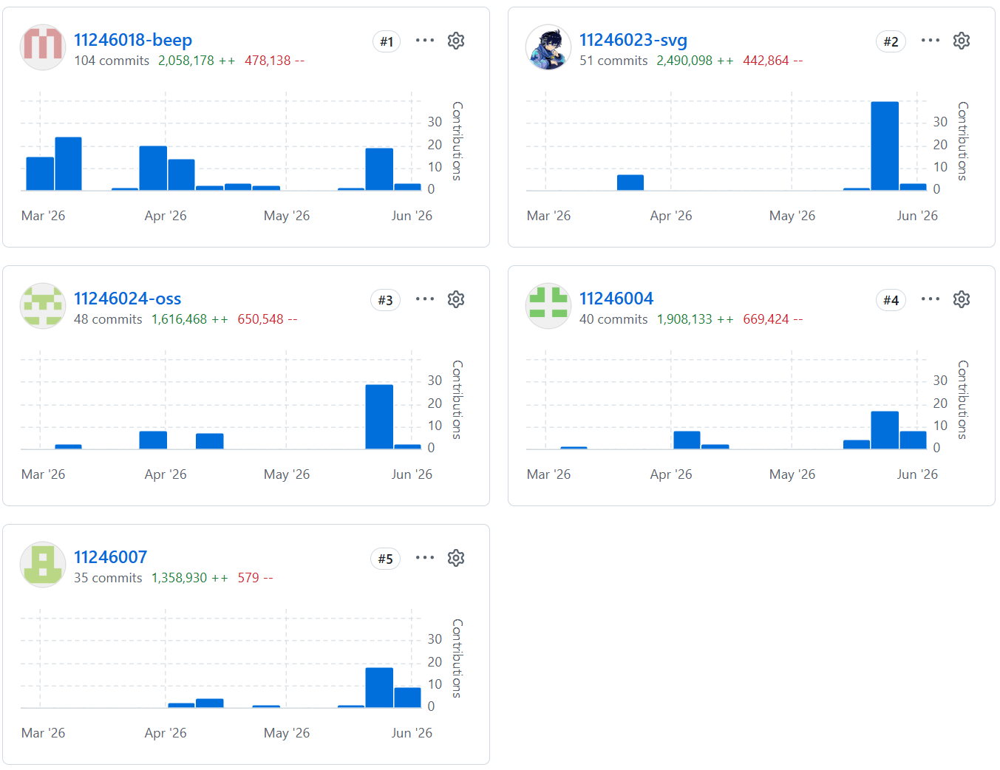 11246018-beep
#1
104 commits 2,058,178 ++ 478,138 --
30
20
10
0
Contributions
Mar '26 Apr '26 May '26 Jun '26
11246023-svg
#2
51 commits 2,490,098 ++ 442,864 --
30
20
10
0
Contributions
Mar '26 Apr '26 May '26 Jun '26
11246024-oss
#3
48 commits 1,616,468 ++ 650,548 --
30
20
10
0
Contributions
Mar '26 Apr '26 May '26 Jun '26
11246004
#4
40 commits 1,908,133 ++ 669,424 --
30
20
10
0
Contributions
Mar '26 Apr '26 May '26 Jun '26
11246007
#5
35 commits 1,358,930 ++ 579 --
30
20
10
0
Contributions
Mar '26 Apr '26 May '26 Jun '26